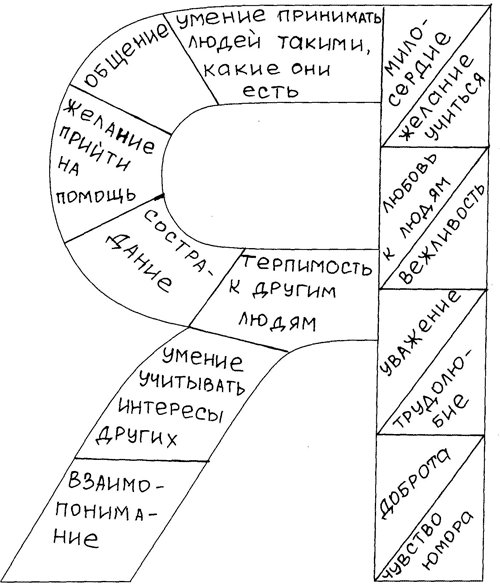 умение принимать
людей такими,
какие они
есть
общение
желание
прийти
на
помощь
состра-
дание
терпимость
к другим
людям
умение
учитывать
интересы
других
взаимо-
понима-
ние
мило-
сердие
желание
учиться
любовь
к людям
вежливость
уважение
трудолю-
бие
доброта
чувство
юмора